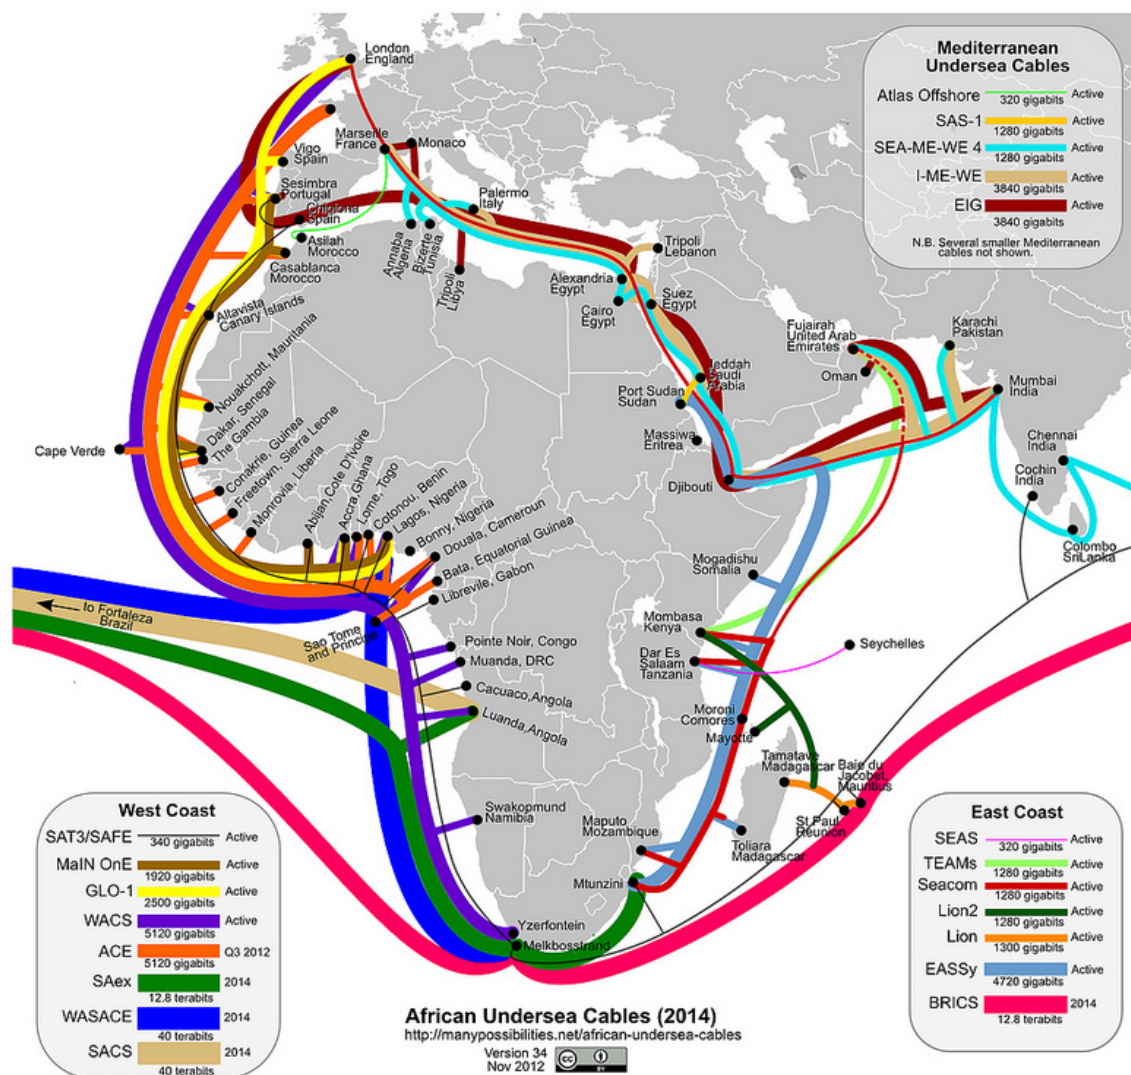 London
England
Vigo
Spain
Sesimbra
Portugal
Chipiona
Spain
Asilah
Morocco
Casablanca
Morocco
Altavista
Canary Islands
Marseille
France
Monaco
Palermo
Italy
Annaba
Algeria
Bizerte
Tunisia
Tripoli
Libya
Tripoli
Lebanon
Alexandria
Egypt
Cairo
Egypt
Suez
Egypt
Jeddah
Saudi
Arabia
Port Sudan
Sudan
Massiwa
Eritrea
Djibouti
Fujairah
United Arab
Emirates
Oman
Karachi
Pakistan
Mumbai
India
Chennai
India
Cochin
India
Colombo
SriLanka
Mediterranean
Undersea Cables
Atlas Offshore 320 gigabits Active
SAS-1 1280 gigabits Active
SEA-ME-WE 4 1280 gigabits Active
I-ME-WE 3840 gigabits Active
EIG 3840 gigabits Active
N.B. Several smaller Mediterranean
cables not shown.
Nouakchott, Mauritania
Dakar, Senegal
The Gambia
Cape Verde
Conakrie, Guinea
Freetown, Sierra Leone
Monrovia, Liberia
Abijan,Cote D'Ivoire
Accra,Ghana
Lome, Togo
Cotonou, Benin
Lagos, Nigeria
Bonny, Nigeria
Douala, Cameroun
Bata, Equatorial Guinea
Libreville, Gabon
Sao Tome
and Principe
to Fortaleza
Brazil
Pointe Noir, Congo
Muanda, DRC
Cacuaco,Angola
Luanda,Angola
Swakopmund
Namibia
Yzerfontein
Melkbosstrand
Mtunzini
Maputo
Mozambique
Toliara
Madagascar
Mogadishu
Somalia
Mombasa
Kenya
Dar Es
Salaam
Tanzania
Seychelles
Moroni
Comores
Mayotte
Tamatave
Madagascar
Baie du
Jacobet,
Mauritius
St Paul
Reunion
West Coast
SAT3/SAFE 340 gigabits Active
MaIN OnE 1920 gigabits Active
GLO-1 2500 gigabits Active
WACS 5120 gigabits Active
ACE 5120 gigabits Q3 2012
SAex 12.8 terabits 2014
WASACE 40 terabits 2014
SACS 40 terabits 2014
East Coast
SEAS 320 gigabits Active
TEAMs 1280 gigabits Active
Seacom 1280 gigabits Active
Lion2 1280 gigabits Active
Lion 1300 gigabits Active
EASSy 4720 gigabits Active
BRICS 12.8 terabits 2014
African Undersea Cables (2014)
http://manypossibilities.net/african-undersea-cables
Version 34
Nov 2012
cc
BY